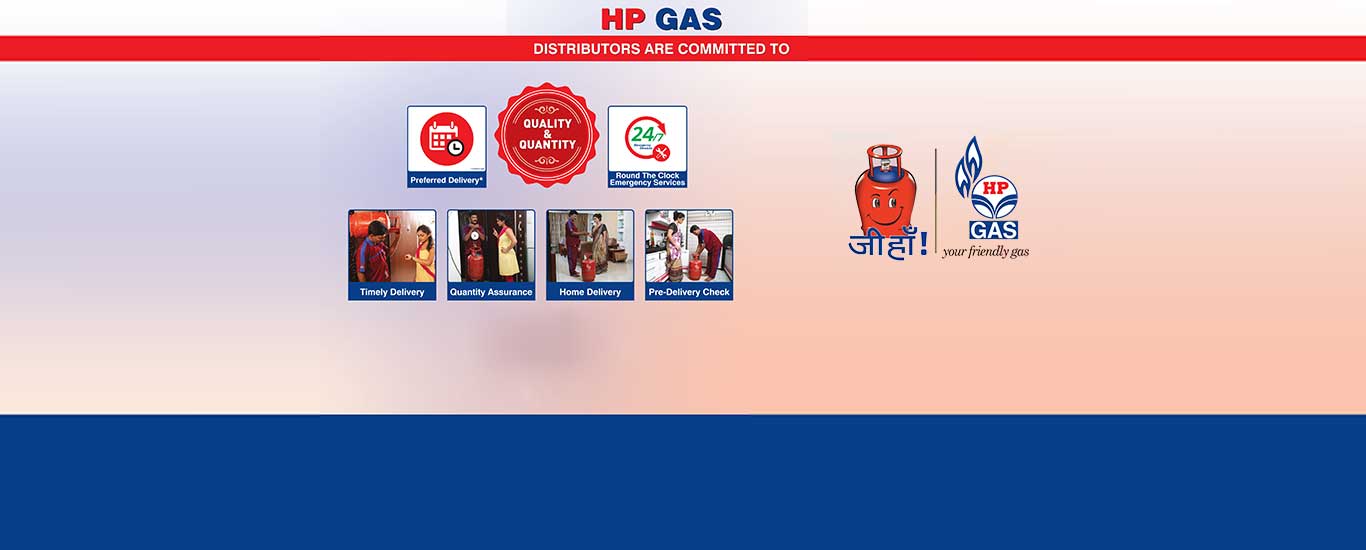 HP GAS
DISTRIBUTORS ARE COMMITTED TO
Preferred Delivery*
QUALITY
&
QUANTITY
24/7
Round The Clock
Emergency Services
Timely Delivery
Quantity Assurance
Home Delivery
Pre-Delivery Check
जी हाँ !
HP
GAS
your friendly gas